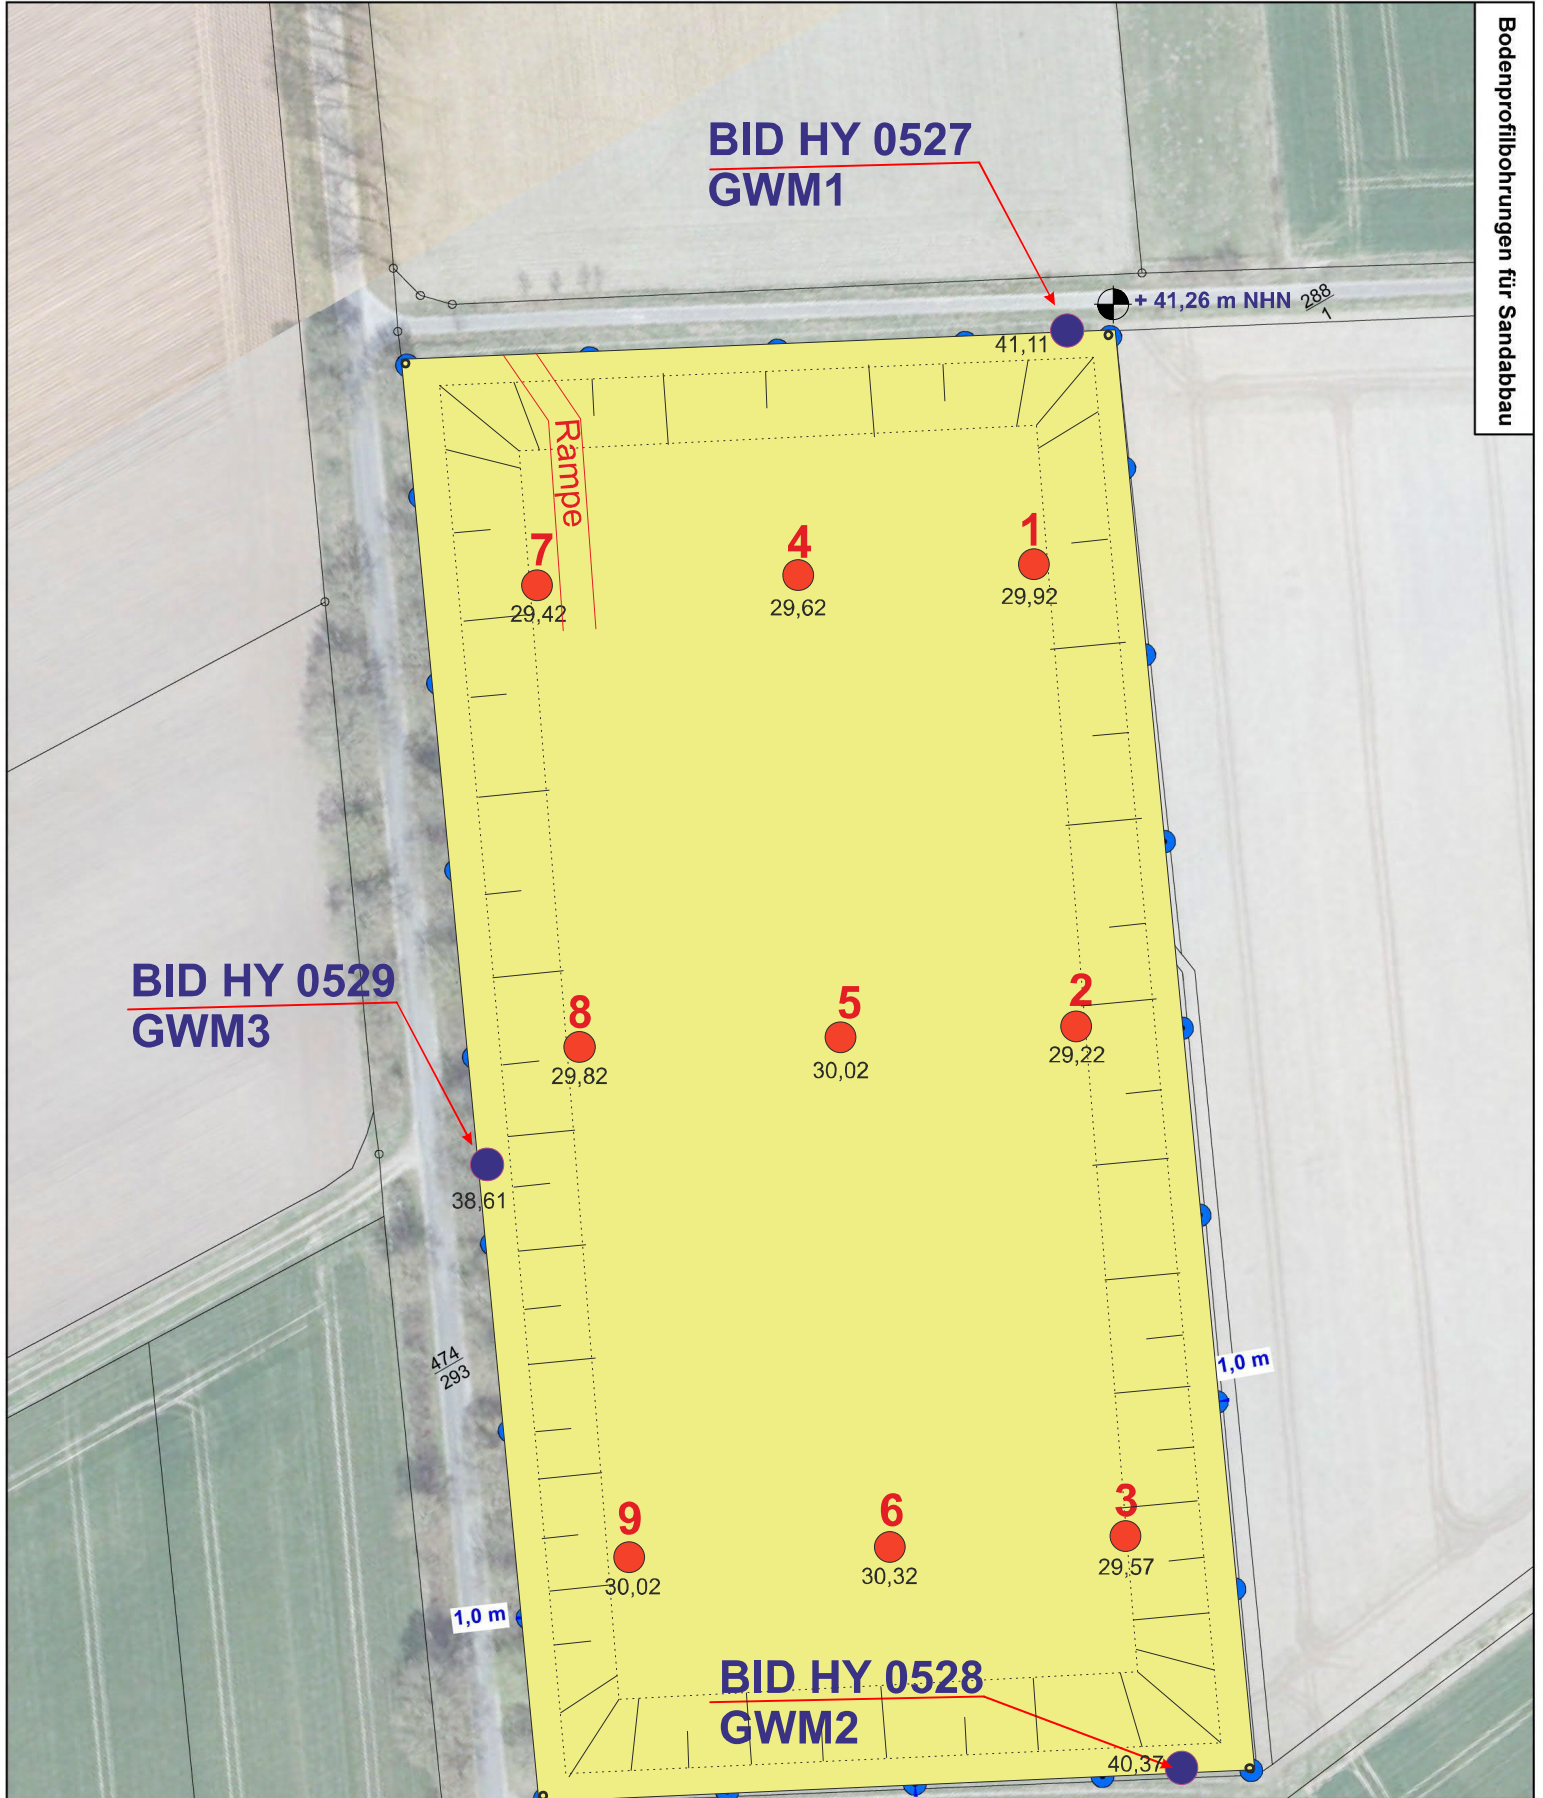 Bodenprofilbohrungen für Sandabbau
BID HY 0527
GWM1
+ 41,26 m NHN
288
1
41,11
Rampe
7
29,42
4
29,62
1
29,92
BID HY 0529
GWM3
8
29,82
5
30,02
2
29,22
38,61
474
293
1,0 m
9
30,02
6
30,32
3
29,57
1,0 m
BID HY 0528
GWM2
40,37